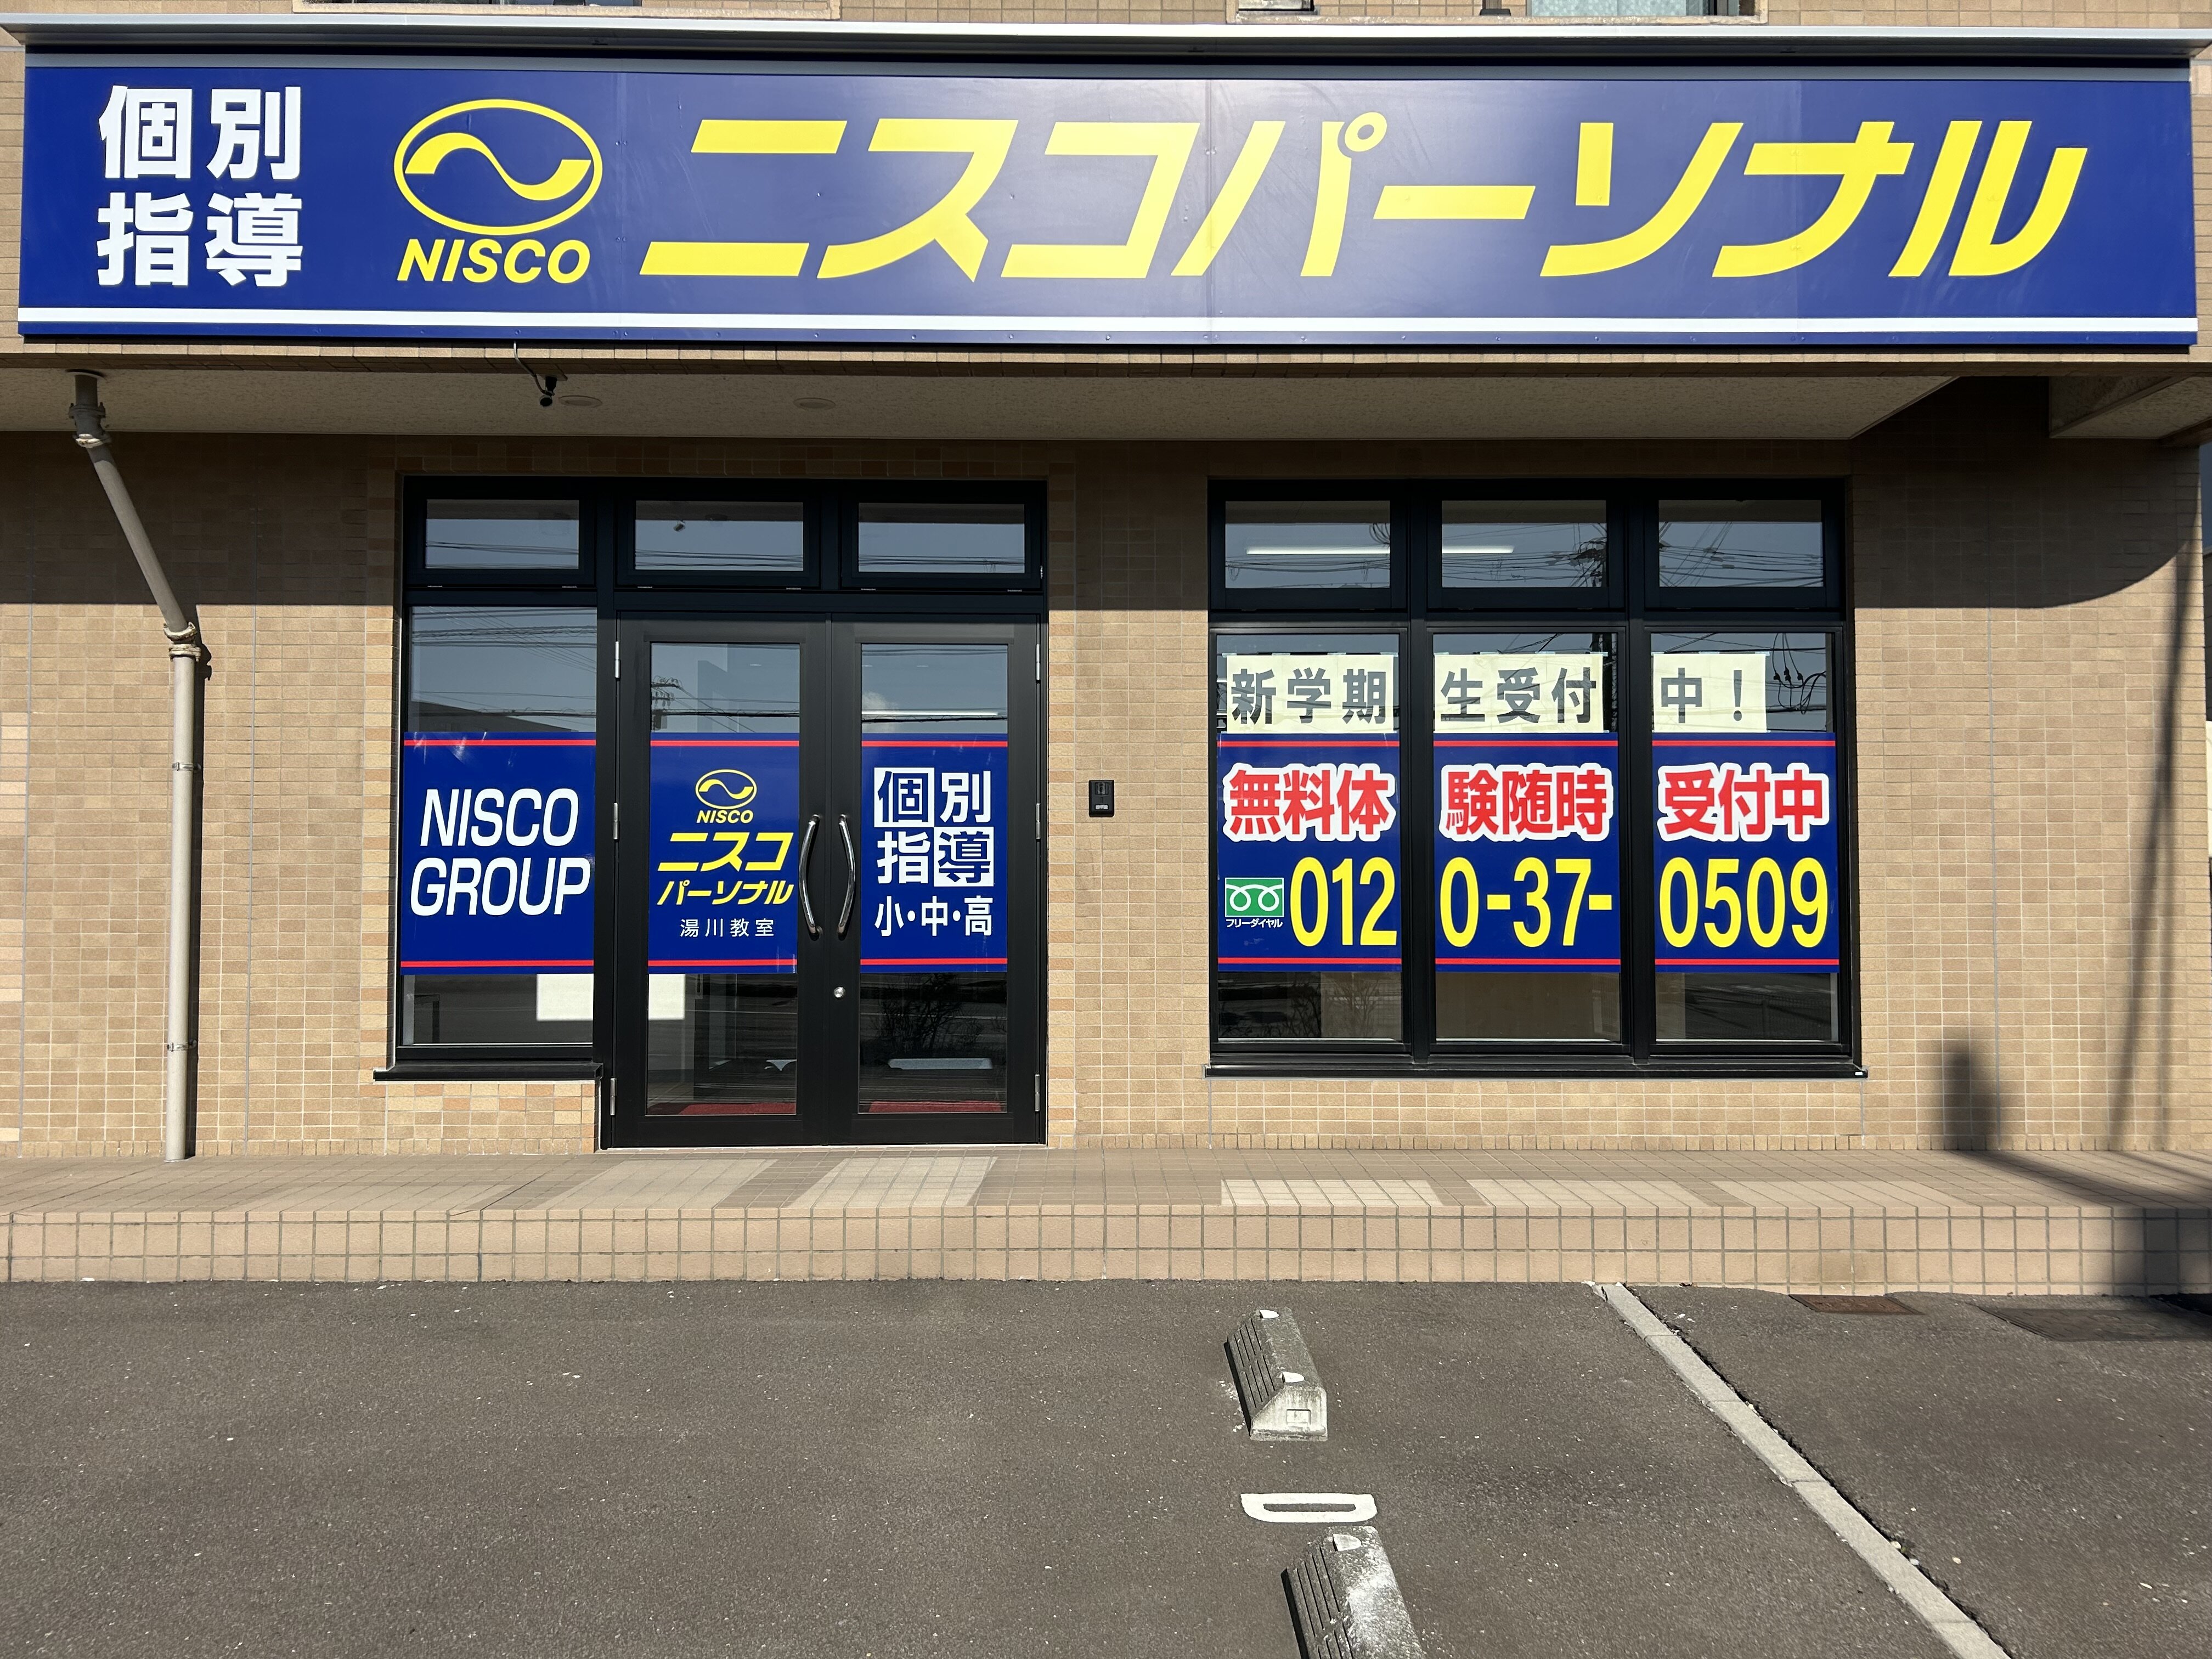 個別
指導
NISCO
ニスコパーソナル
NISCO
GROUP
NISCO
ニスコ
パーソナル
湯川教室
個別
指導
小・中・高
新学期生受付中！
無料体験随時受付中
フリーダイヤル
0120-37-0509